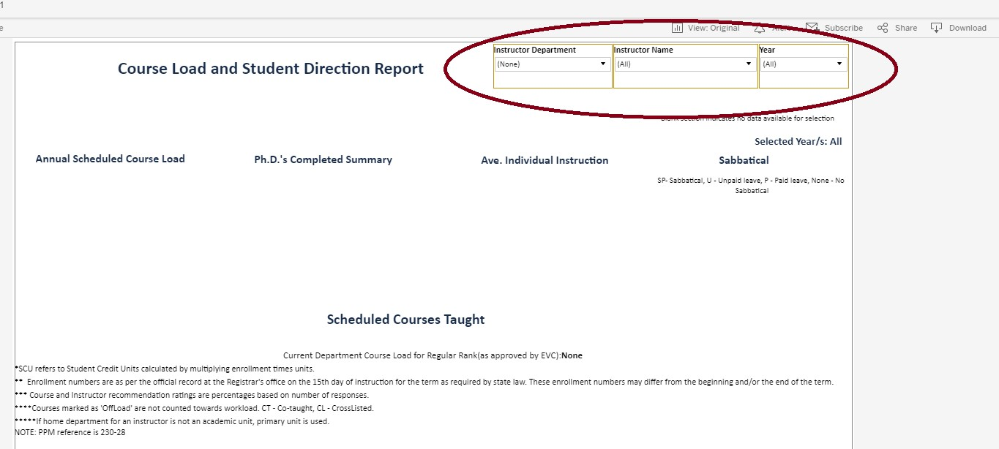 1
e
View: Original
Subscribe
Share
Download
Course Load and Student Direction Report
Instructor Department
Instructor Name
Year
(None)
(All)
(All)
indicates no data available for selection
Selected Year/s: All
Annual Scheduled Course Load
Ph.D.'s Completed Summary
Ave. Individual Instruction
Sabbatical
SP- Sabbatical, U - Unpaid leave, P - Paid leave, None - No
Sabbatical
Scheduled Courses Taught
Current Department Course Load for Regular Rank(as approved by EVC):None
*SCU refers to Student Credit Units calculated by multiplying enrollment times units.
** Enrollment numbers are as per the official record at the Registrar's office on the 15th day of instruction for the term as required by state law. These enrollment numbers may differ from the beginning and/or the end of the term.
*** Course and Instructor recommendation ratings are percentages based on number of responses.
****Courses marked as 'OffLoad' are not counted towards workload. CT - Co-taught, CL - CrossListed.
*****If home department for an instructor is not an academic unit, primary unit is used.
NOTE: PPM reference is 230-28